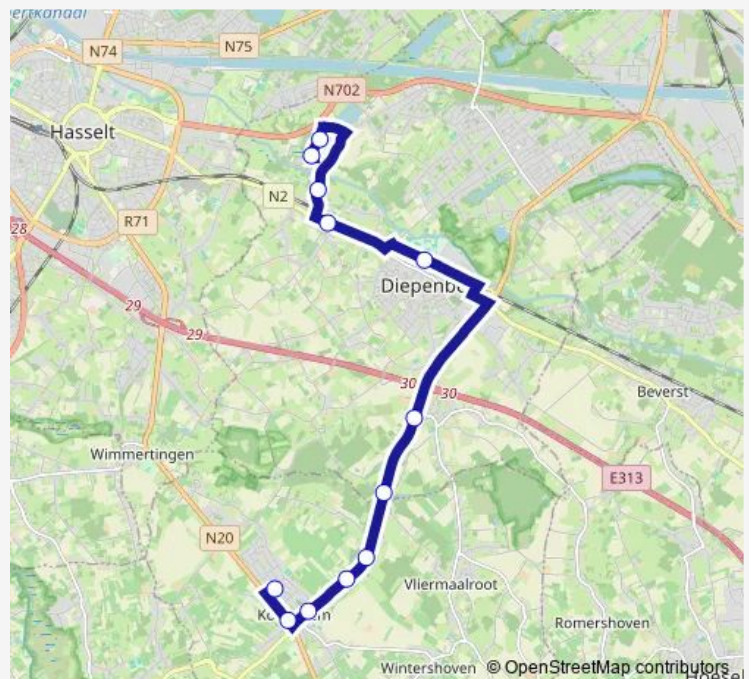 N75
N74
N702
Hasselt
N2
R71
28
29
29
Diepenbe
30
30
Beverst
Wimmertingen
E313
N20
Vliermaalroot
Romershoven
Wintershoven
© OpenStreetMap contributors